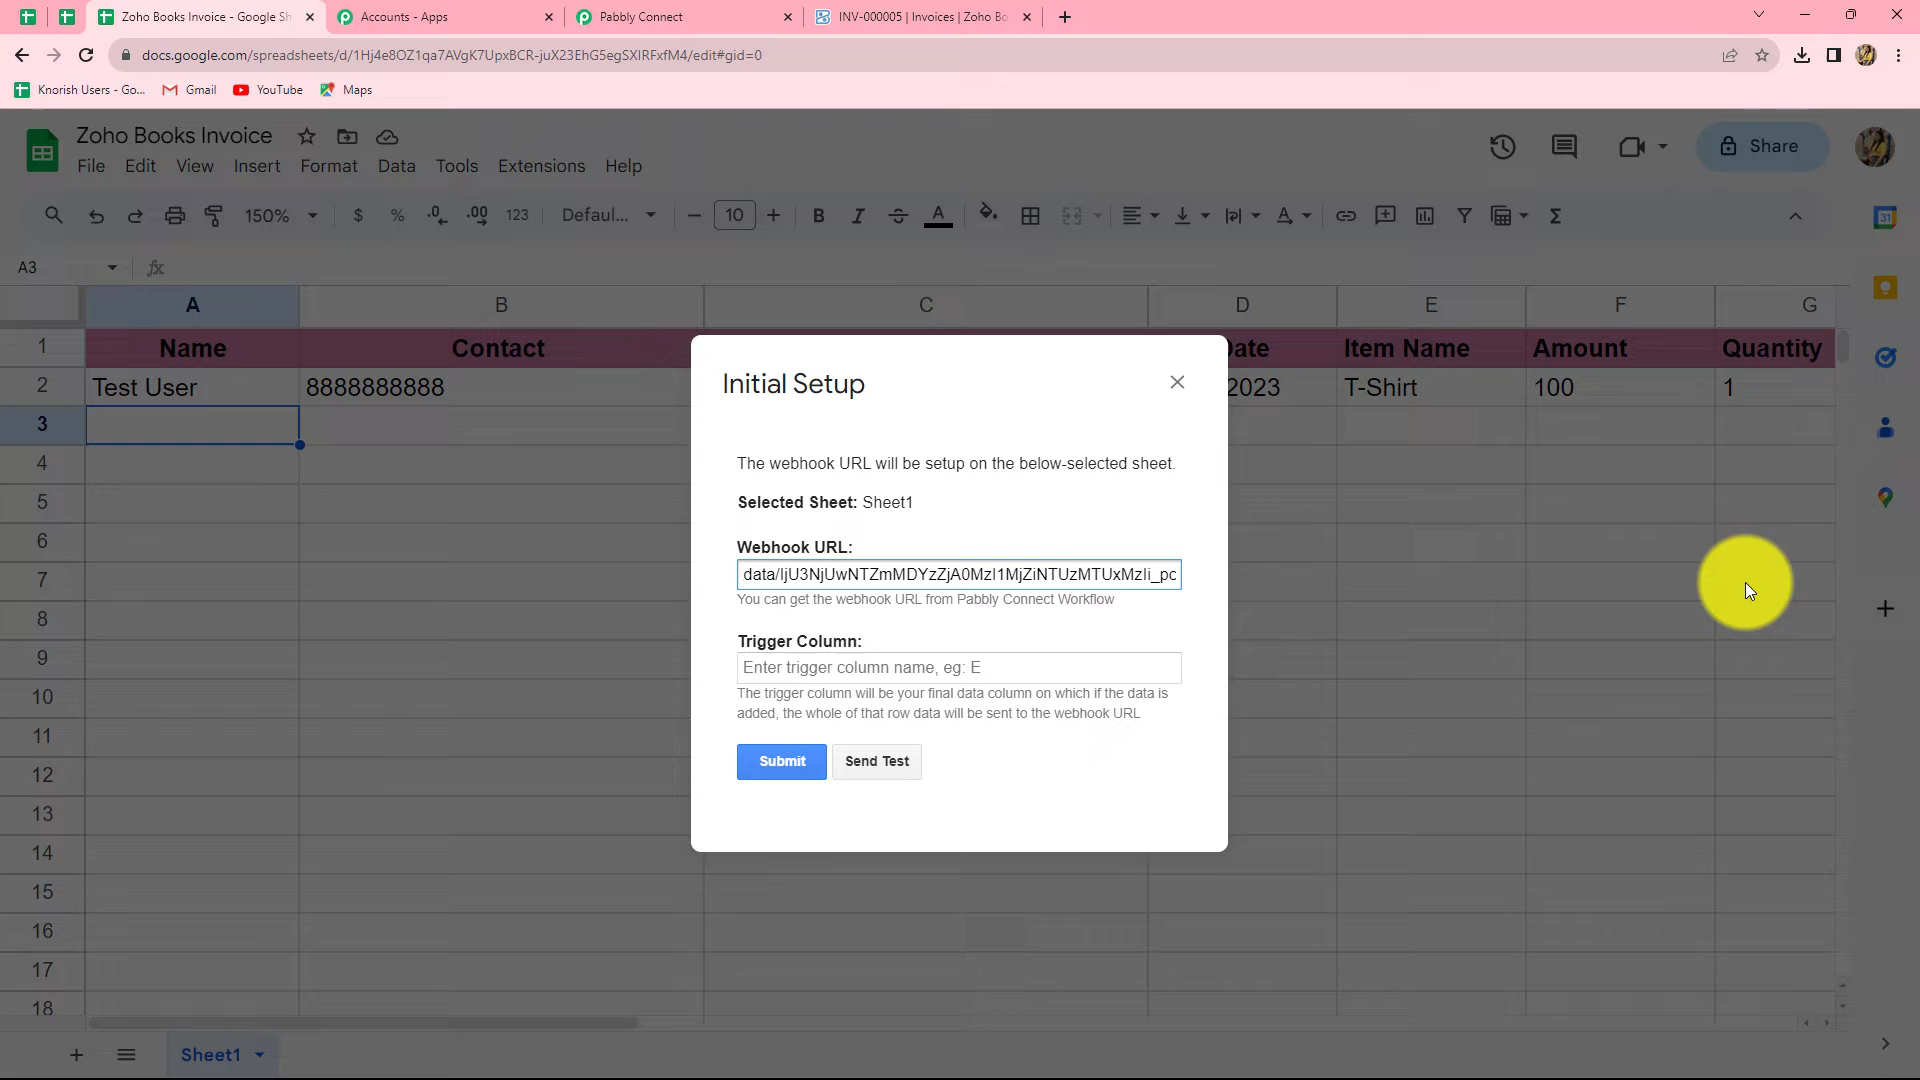 Zoho Books Invoice - Google Sh
Accounts - Apps
Pabbly Connect
INV-000005 | Invoices | Zoho Bo
docs.google.com/spreadsheets/d/1Hj4e8OZ1qa7AVgK7UpxBCR-juX23EhG5egSXlRFxfM4/edit#gid=0
Knorish Users - Go...
Gmail
YouTube
Maps
Zoho Books Invoice
File Edit View Insert Format Data Tools Extensions Help
Share
150% $ % .0 .00 123 Defaul... 10 B I A
31
A3
fx
A B C D E F G
1 Name Contact Date Item Name Amount Quantity
2 Test User 8888888888 2023 T-Shirt 100 1
3
4
5
6
7
8
9
10
11
12
13
14
15
16
17
18
Initial Setup
The webhook URL will be setup on the below-selected sheet.
Selected Sheet: Sheet1
Webhook URL:
data/IjU3NjUwNTZmMDYzZjA0MzI1MjZiNTUzMTUxMzIi_pc
You can get the webhook URL from Pabbly Connect Workflow
Trigger Column:
Enter trigger column name, eg: E
The trigger column will be your final data column on which if the data is
added, the whole of that row data will be sent to the webhook URL
Submit
Send Test
Sheet1